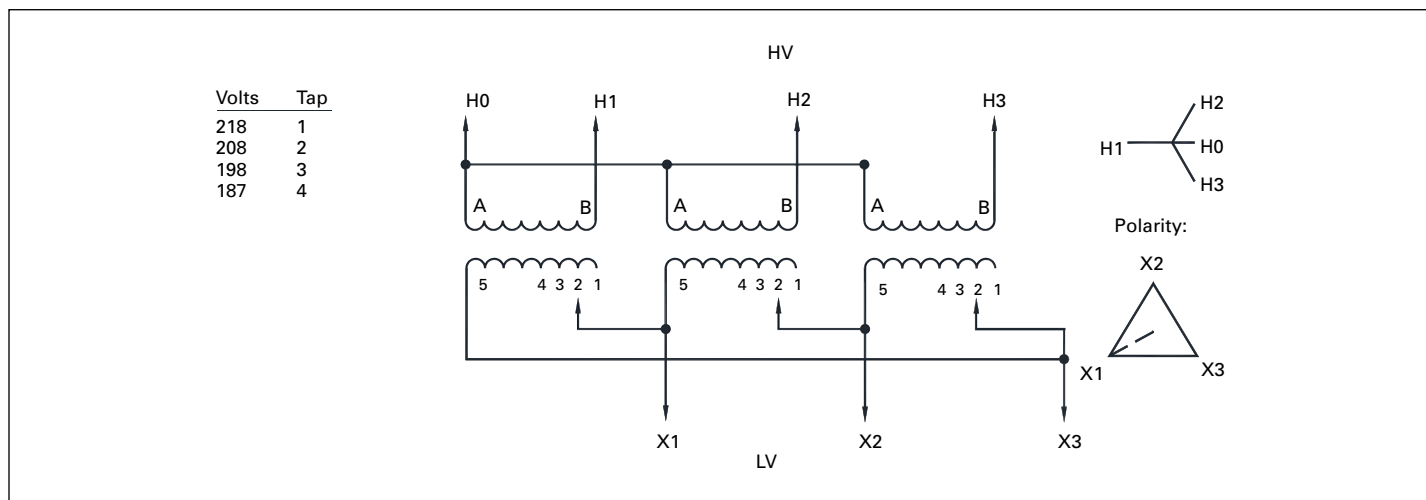 HV
Volts Tap
218 1
208 2
198 3
187 4
H0 H1 H2 H3
A B A B A B
5 4 3 2 1 5 4 3 2 1 5 4 3 2 1
X1 X2 X3
LV
H2
H1 H0
H3
Polarity:
X2
X1 X3